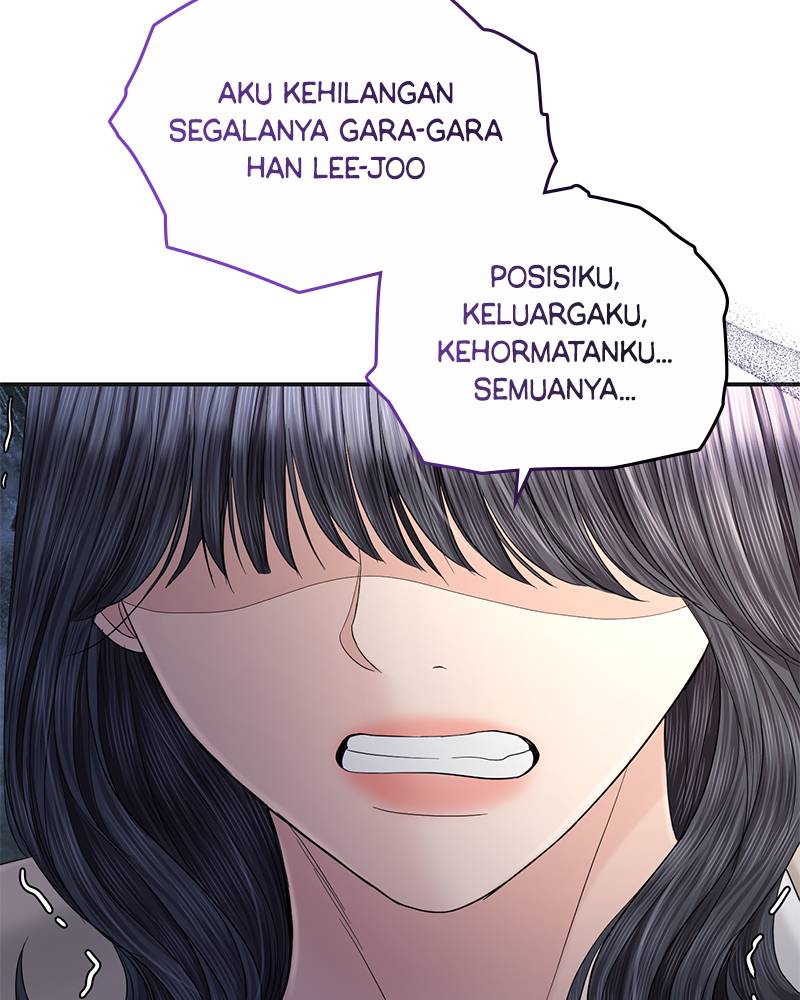 AKU KEHILANGAN
SEGALANYA GARA-GARA
HAN LEE-JOO
POSISIKU,
KELUARGAKU,
KEHORMATANKU...
SEMUANYA...